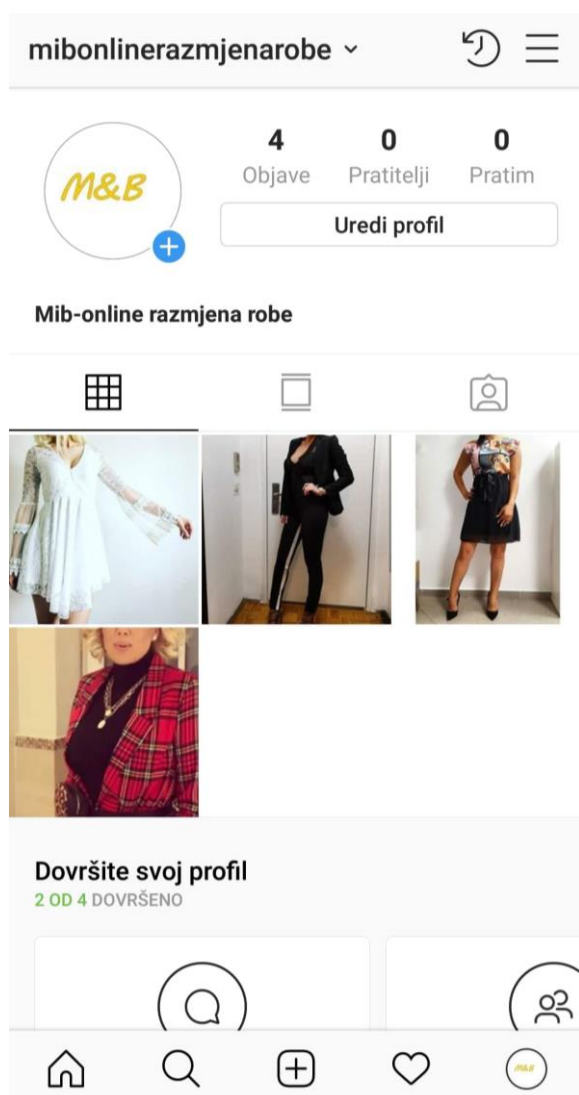 mibonlinerazmjenarobe
4 0 0
Objave Pratitelji Pratim
M&B
Uredi profil
Mib-online razmjena robe
Dovršite svoj profil
2 OD 4 DOVRŠENO
M&B